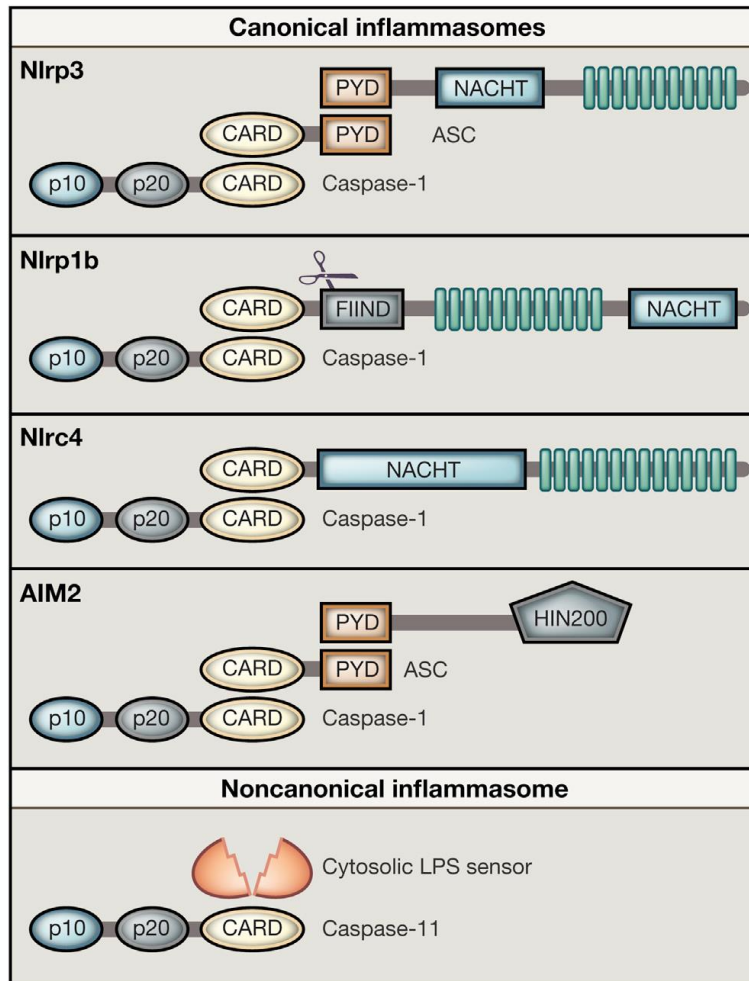 Canonical inflammasomes
Nlrp3
PYD NACHT
CARD PYD ASC
p10 p20 CARD Caspase-1
Nlrp1b
CARD FIIND NACHT
p10 p20 CARD Caspase-1
Nlrc4
CARD NACHT
p10 p20 CARD Caspase-1
AIM2
PYD HIN200
CARD PYD ASC
p10 p20 CARD Caspase-1
Noncanonical inflammasome
Cytosolic LPS sensor
p10 p20 CARD Caspase-11